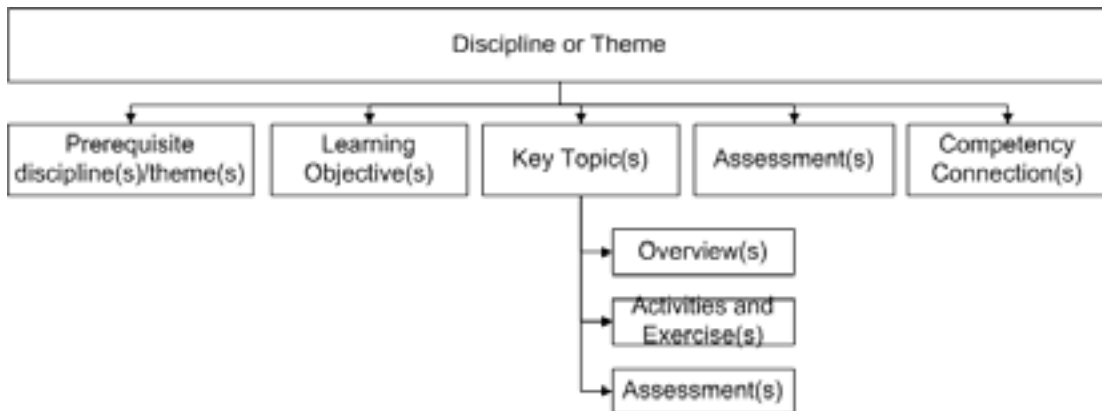 Discipline or Theme
Prerequisite
discipline(s)/theme(s)
Learning
Objective(s)
Key Topic(s)
Assessment(s)
Competency
Connection(s)
Overview(s)
Activities and
Exercise(s)
Assessment(s)